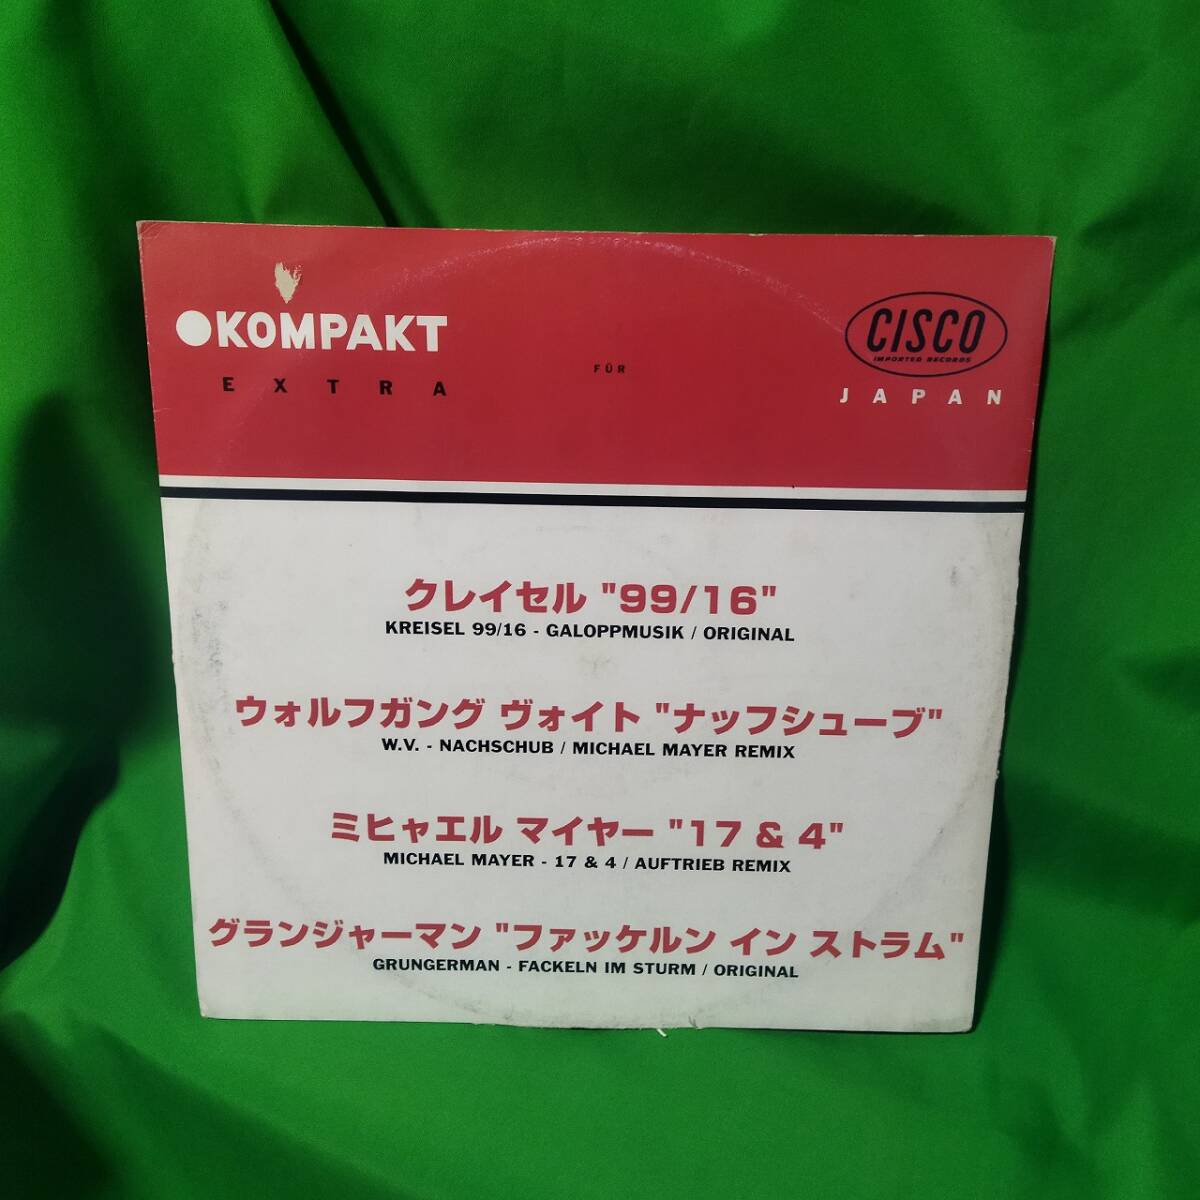 KOMPAKT
EXTRA
FÜR
CISCO
IMPORTED RECORDS
JAPAN
クレイセル "99/16"
KREISEL 99/16 - GALOPPMUSIK / ORIGINAL
ウォルフガング ヴォイト "ナッフシューブ"
W.V. - NACHSCHUB / MICHAEL MAYER REMIX
ミヒャエル マイヤー "17 & 4"
MICHAEL MAYER - 17 & 4 / AUFTRIEB REMIX
グランジャーマン "ファッケルン イン ストラム"
GRUNGERMAN - FACKELN IM STURM / ORIGINAL